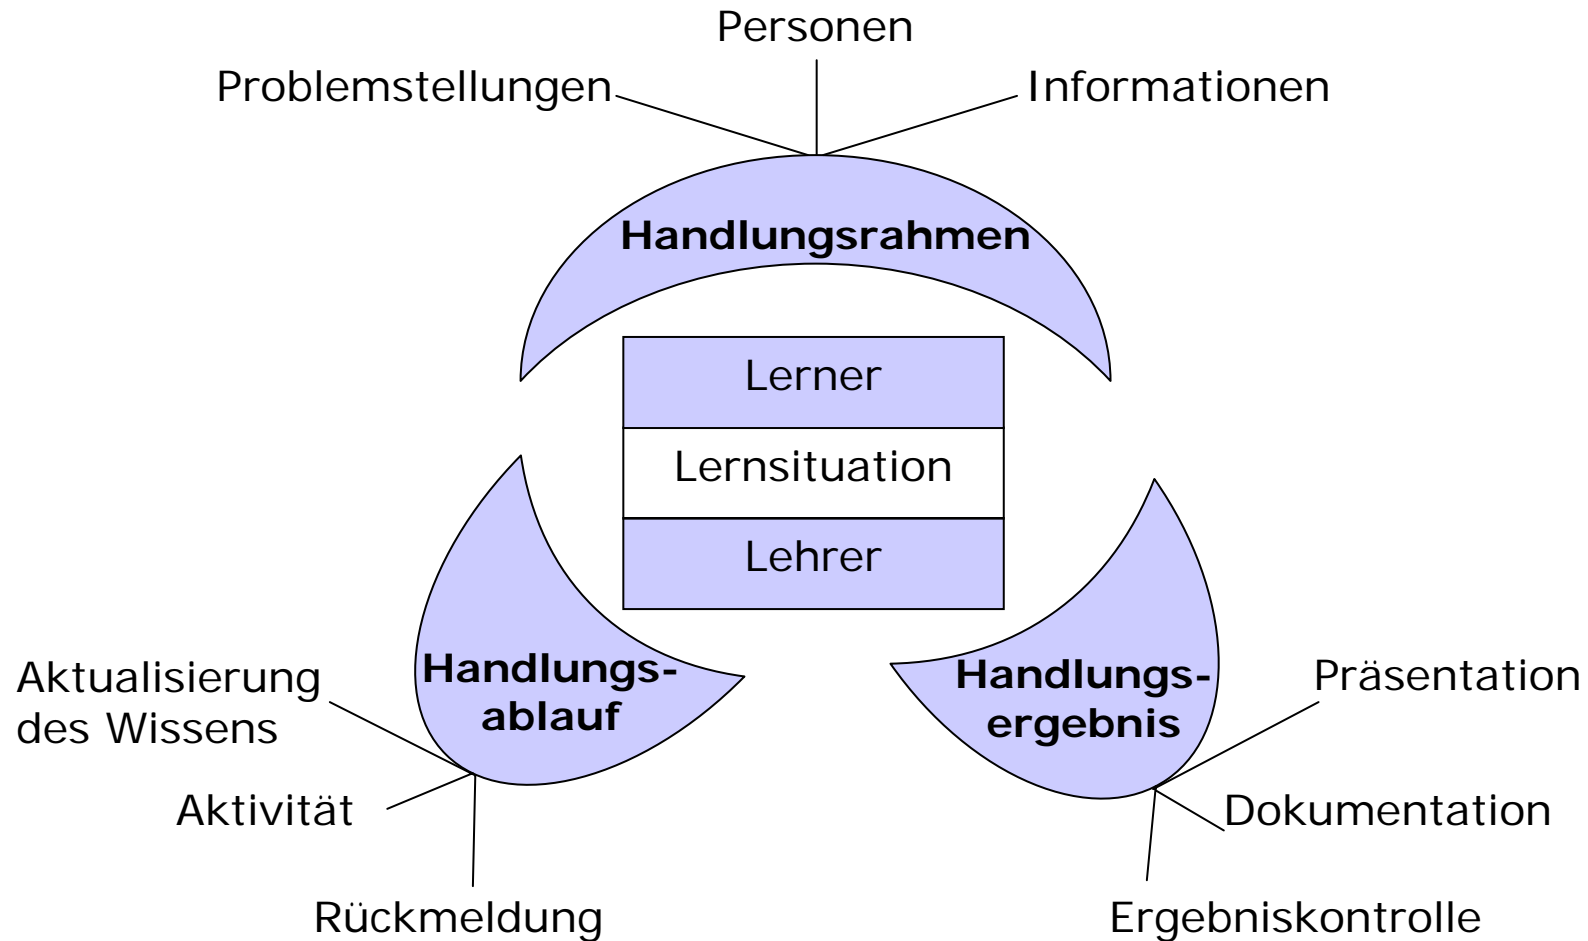 Personen
Problemstellungen
Informationen
Handlungsrahmen
Lerner
Lernsituation
Lehrer
Handlungs-
ablauf
Aktualisierung
des Wissens
Aktivität
Rückmeldung
Handlungs-
ergebnis
Präsentation
Dokumentation
Ergebniskontrolle